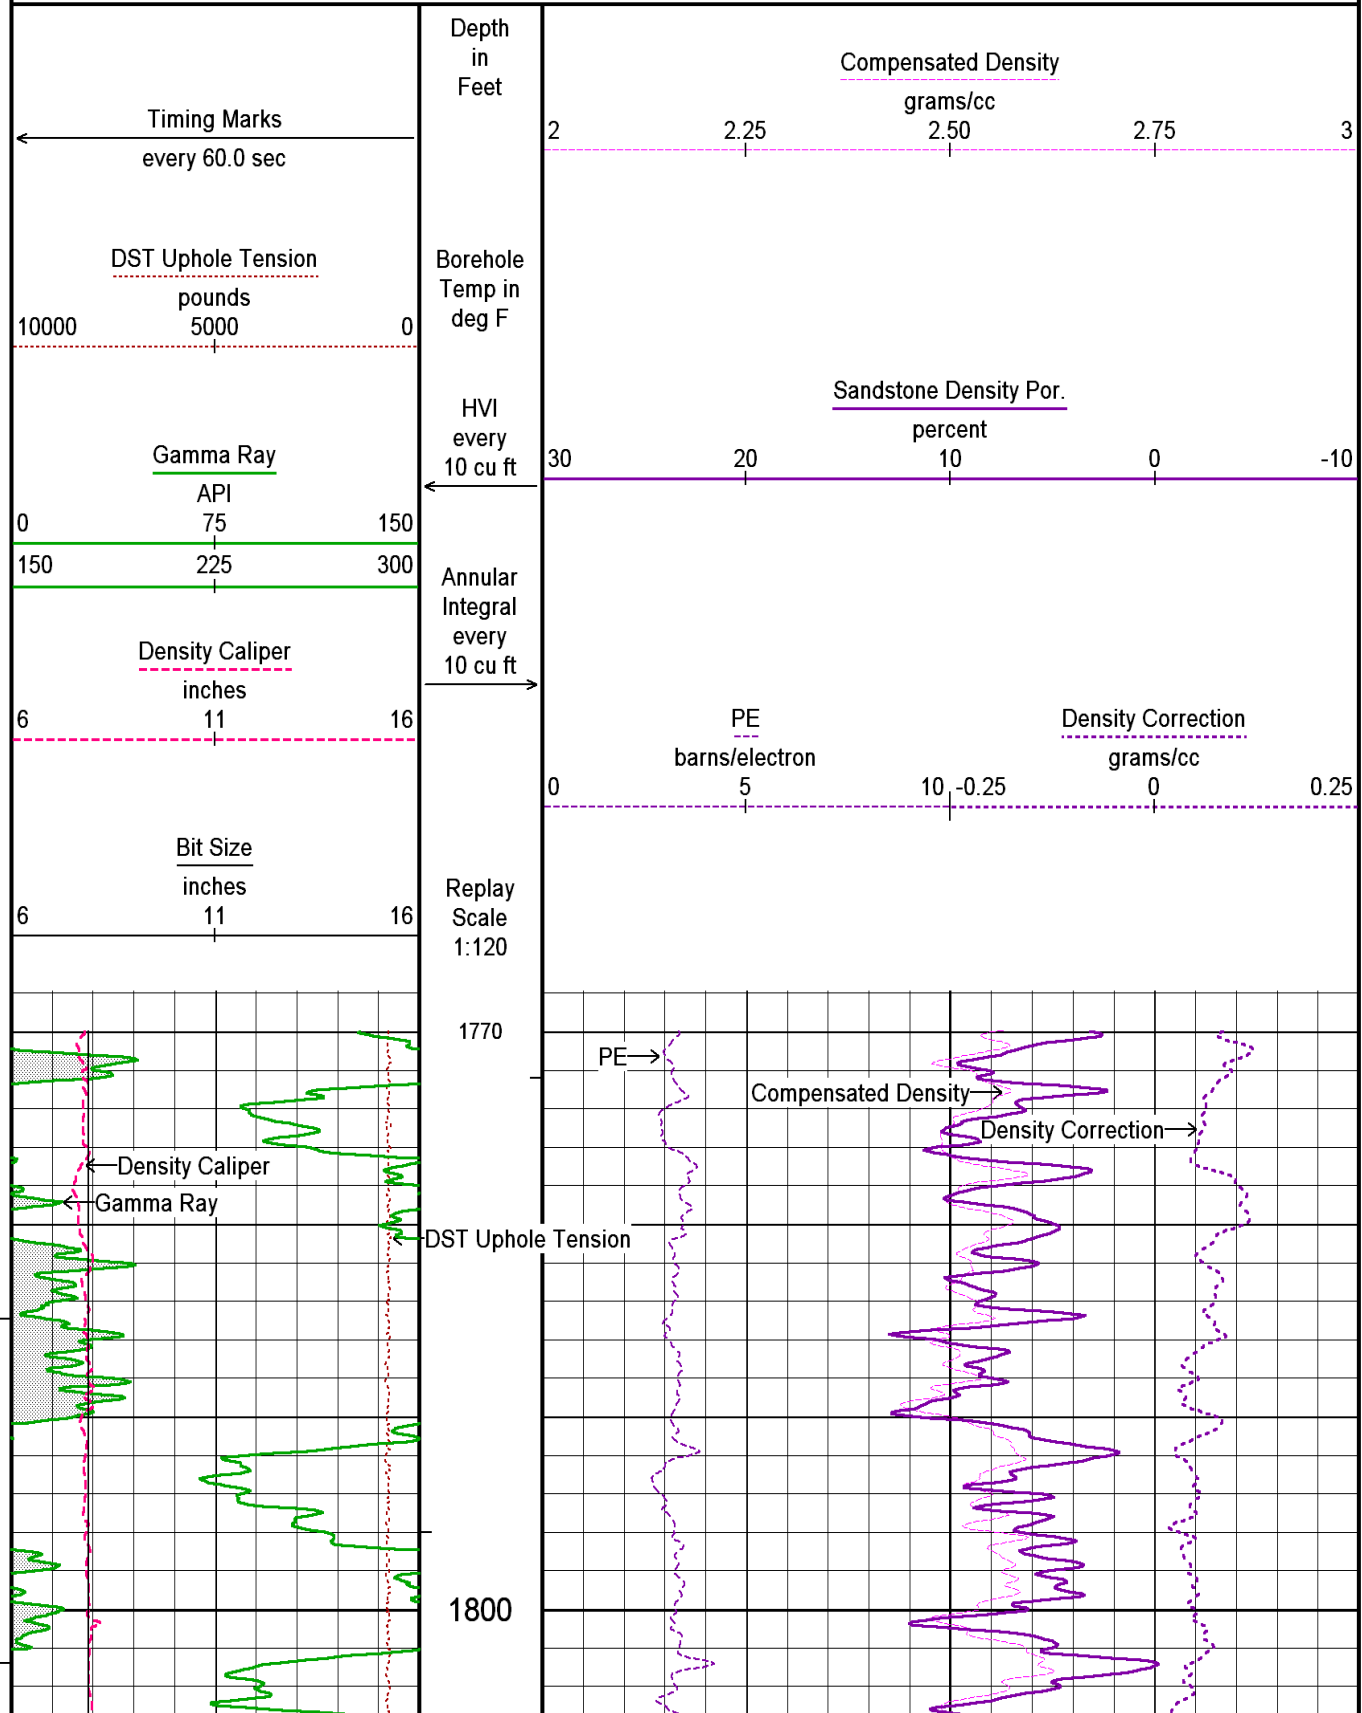 Timing Marks
every 60.0 sec
DST Uphole Tension
pounds
10000 5000 0
Gamma Ray
API
0 75 150
150 225 300
Density Caliper
inches
6 11 16
Bit Size
inches
6 11 16
Depth
in
Feet
Borehole
Temp in
deg F
HVI
every
10 cu ft
Annular
Integral
every
10 cu ft
Replay
Scale
1:120
Compensated Density
grams/cc
2 2.25 2.50 2.75 3
Sandstone Density Por.
percent
30 20 10 0 -10
PE
barns/electron
0 5 10
Density Correction
grams/cc
-0.25 0 0.25
1770
PE
Compensated Density
Density Correction
Density Caliper
Gamma Ray
DST Uphole Tension
1800